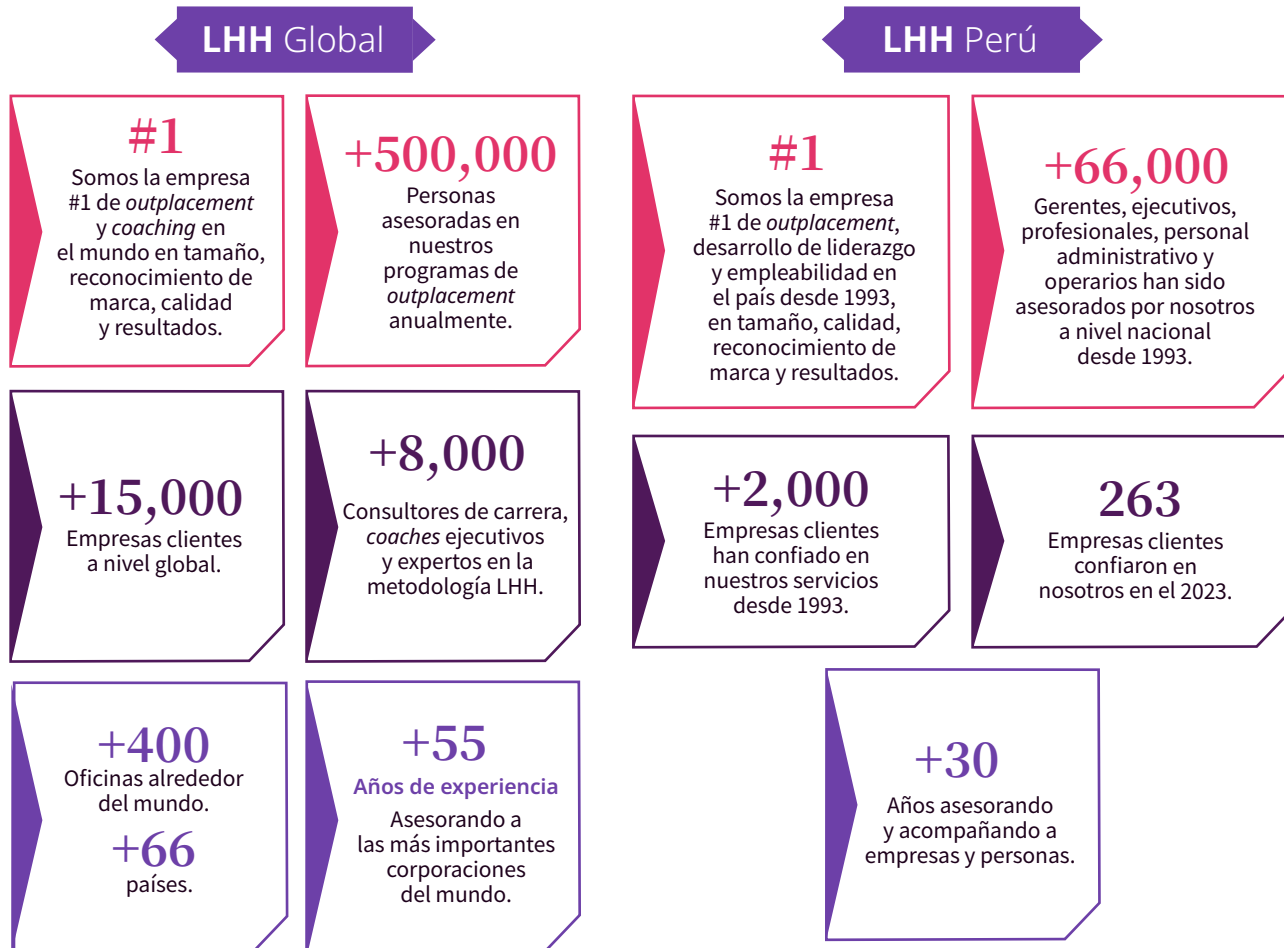 LHH Global
#1
Somos la empresa
#1 de outplacement
y coaching en
el mundo en tamaño,
reconocimiento de
marca, calidad
y resultados.
+500,000
Personas
asesoradas en
nuestros
programas de
outplacement
anualmente.
+15,000
Empresas clientes
a nivel global.
+8,000
Consultores de carrera,
coaches ejecutivos
y expertos en la
metodología LHH.
+400
Oficinas alrededor
del mundo.
+66
países.
+55
Años de experiencia
Asesorando a
las más importantes
corporaciones
del mundo.
LHH Perú
#1
Somos la empresa
#1 de outplacement,
desarrollo de liderazgo
y empleabilidad en
el país desde 1993,
en tamaño, calidad,
reconocimiento de
marca y resultados.
+66,000
Gerentes, ejecutivos,
profesionales, personal
administrativo y
operarios han sido
asesorados por nosotros
a nivel nacional
desde 1993.
+2,000
Empresas clientes
han confiado en
nuestros servicios
desde 1993.
263
Empresas clientes
confiaron en
nosotros en el 2023.
+30
Años asesorando
y acompañando a
empresas y personas.